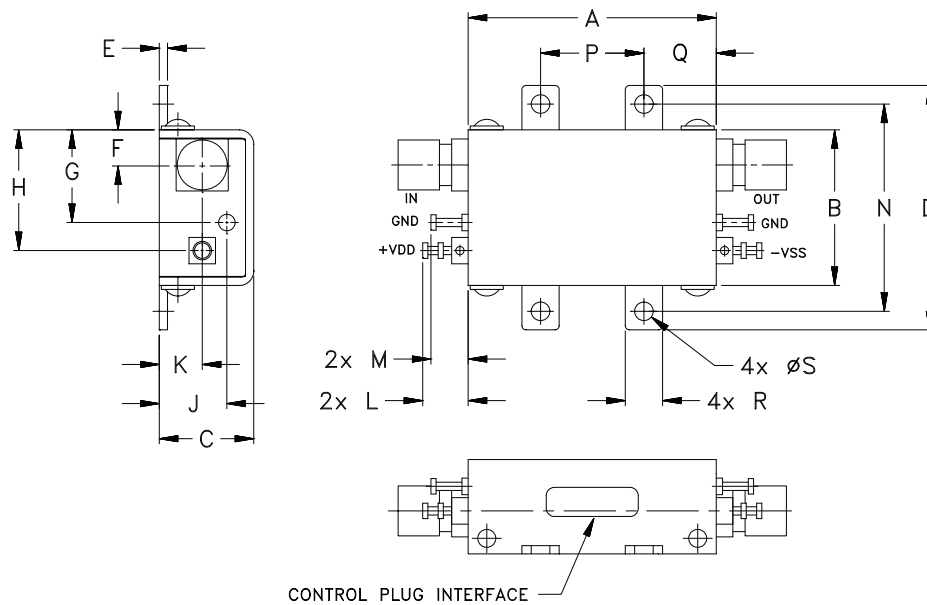 A
E
P
Q
F
G
H
IN
OUT
GND
GND
+VDD
-VSS
B
N
D
K
J
C
2x M
2x L
4x ØS
4x R
CONTROL PLUG INTERFACE